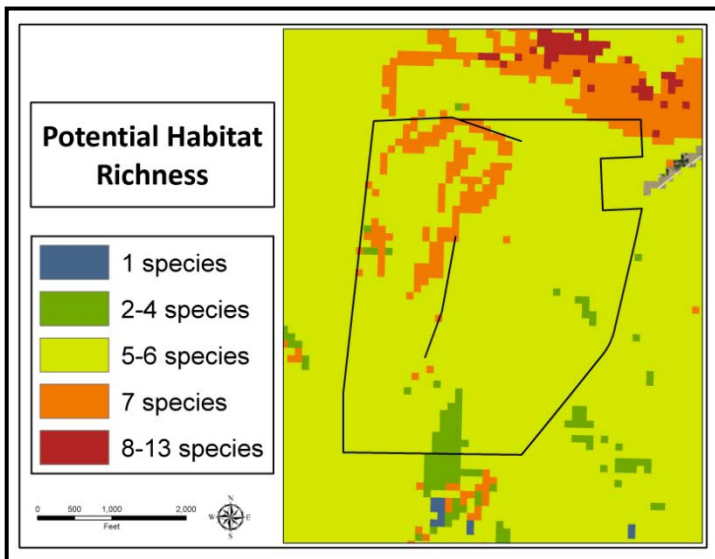 Potential Habitat
Richness
1 species
2-4 species
5-6 species
7 species
8-13 species
0 500 1,000 2,000
Feet
N
W E
S